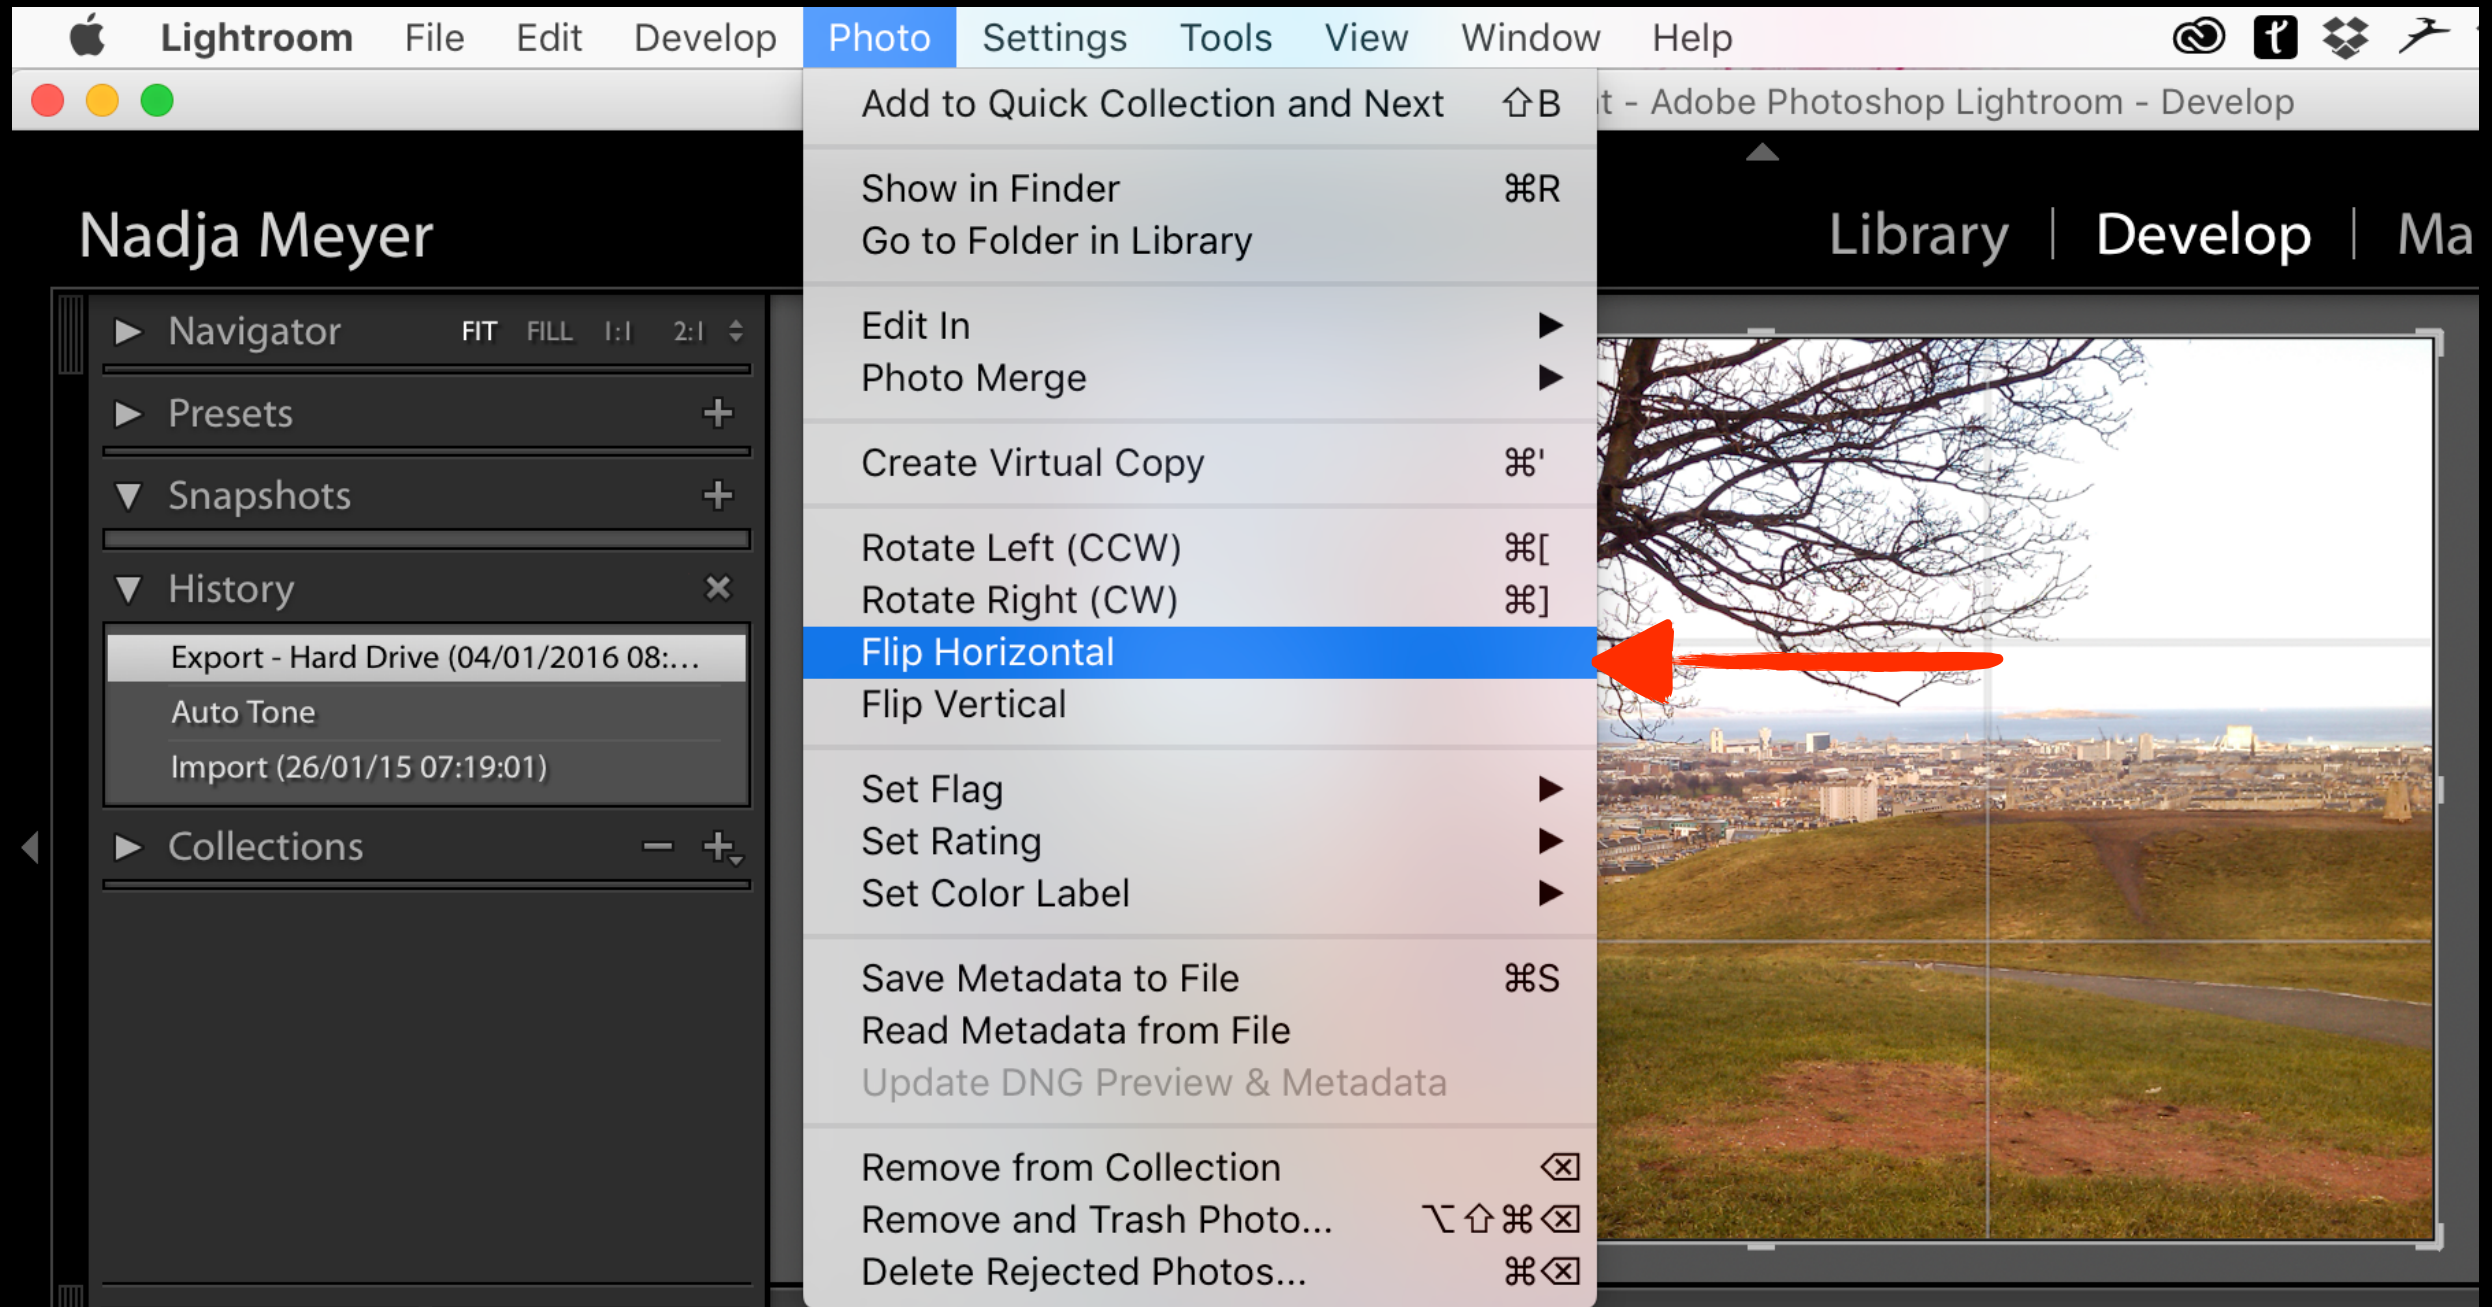 Lightroom File Edit Develop Photo Settings Tools View Window Help
t - Adobe Photoshop Lightroom - Develop
Nadja Meyer
Library | Develop | Ma
Navigator FIT FILL 1:1 2:1
Presets
Snapshots
History
Export - Hard Drive (04/01/2016 08:...
Auto Tone
Import (26/01/15 07:19:01)
Collections
Add to Quick Collection and Next ⇧B
Show in Finder ⌘R
Go to Folder in Library
Edit In
Photo Merge
Create Virtual Copy ⌘'
Rotate Left (CCW) ⌘[
Rotate Right (CW) ⌘]
Flip Horizontal
Flip Vertical
Set Flag
Set Rating
Set Color Label
Save Metadata to File ⌘S
Read Metadata from File
Update DNG Preview & Metadata
Remove from Collection ⌫
Remove and Trash Photo... ⌥⇧⌘⌫
Delete Rejected Photos... ⌘⌫